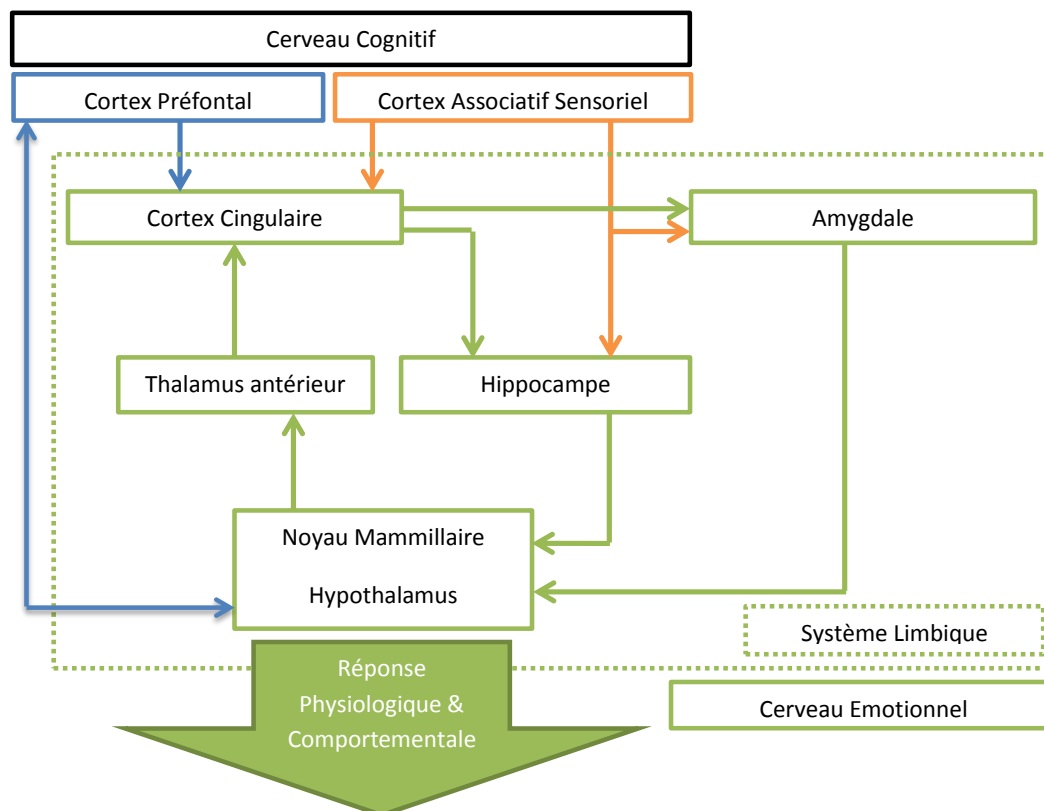 Cerveau Cognitif
Cortex Préfontal
Cortex Associatif Sensoriel
Cortex Cingulaire
Amygdale
Thalamus antérieur
Hippocampe
Noyau Mammillaire
Hypothalamus
Système Limbique
Réponse
Physiologique &
Comportementale
Cerveau Emotionnel